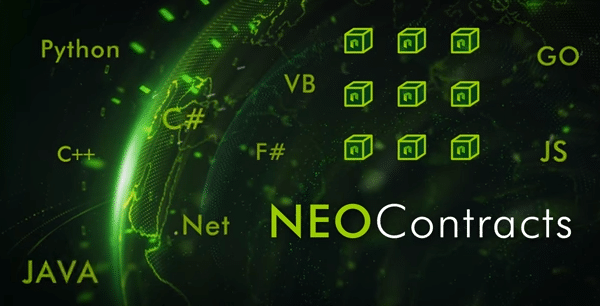 Python
GO
VB
C#
C++
F#
JS
.Net
NEOContracts
JAVA